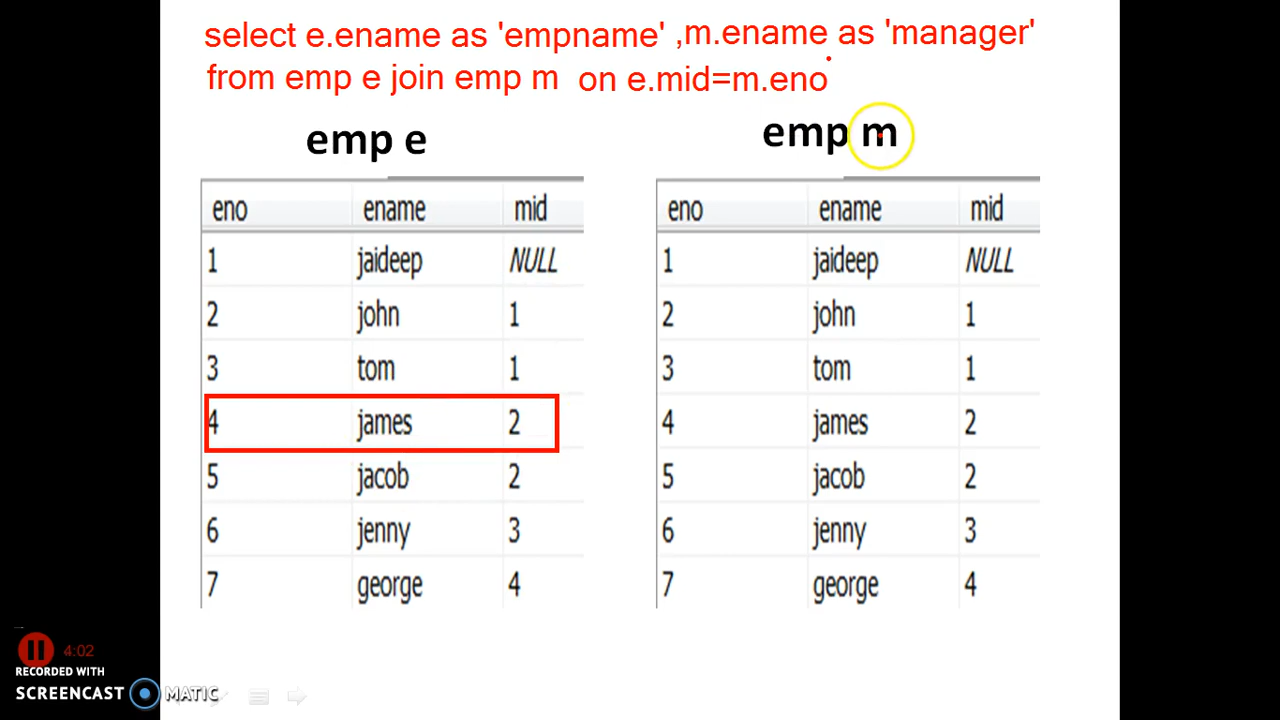 select e.ename as 'empname' ,m.ename as 'manager'
from emp e join emp m on e.mid=m.eno
emp e
eno ename mid
1 jaideep NULL
2 john 1
3 tom 1
4 james 2
5 jacob 2
6 jenny 3
7 george 4
emp m
eno ename mid
1 jaideep NULL
2 john 1
3 tom 1
4 james 2
5 jacob 2
6 jenny 3
7 george 4
4:02
RECORDED WITH
SCREENCAST MATIC